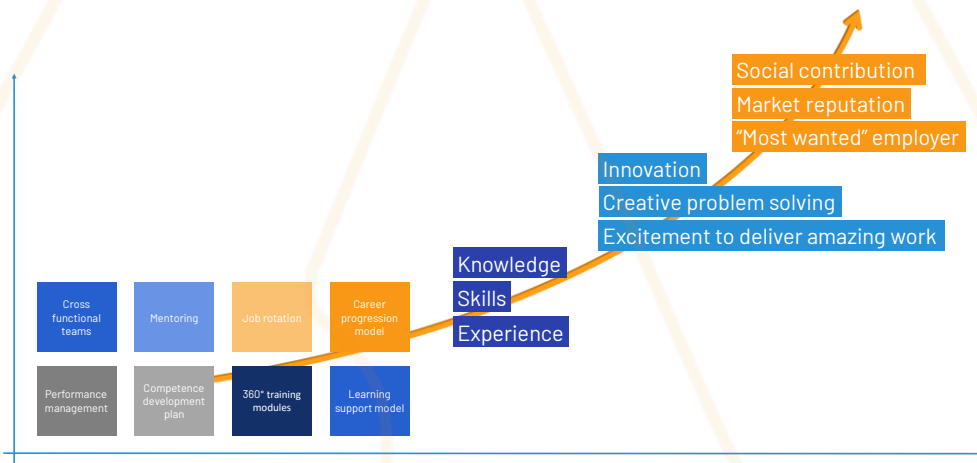 Social contribution
Market reputation
“Most wanted” employer
Innovation
Creative problem solving
Excitement to deliver amazing work
Knowledge
Skills
Experience
Cross
functional
teams
Mentoring
Job rotation
Career
progression
model
Performance
management
Competence
development
plan
360° training
modules
Learning
support model